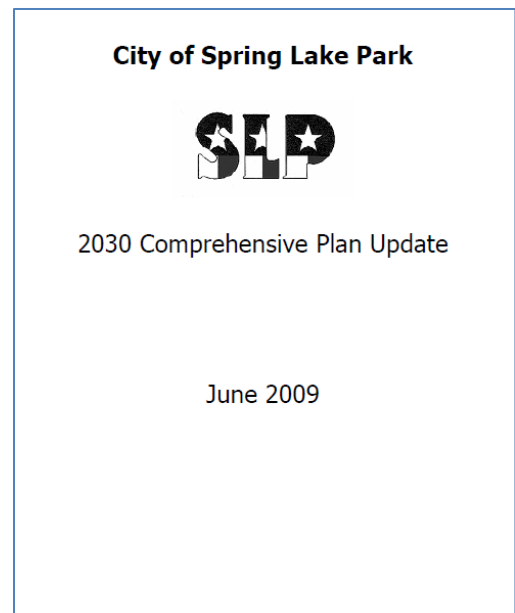 City of Spring Lake Park
SLP
2030 Comprehensive Plan Update
June 2009